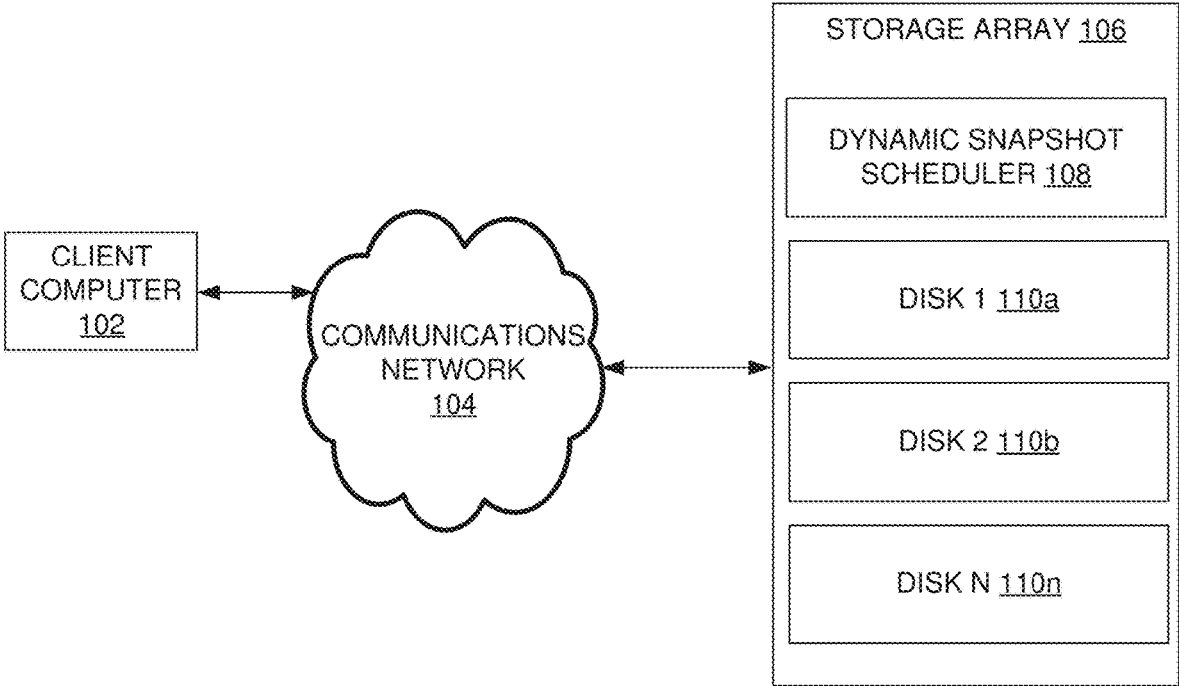 STORAGE ARRAY 106
DYNAMIC SNAPSHOT
SCHEDULER 108
CLIENT
COMPUTER
102
COMMUNICATIONS
NETWORK
104
DISK 1 110a
DISK 2 110b
DISK N 110n